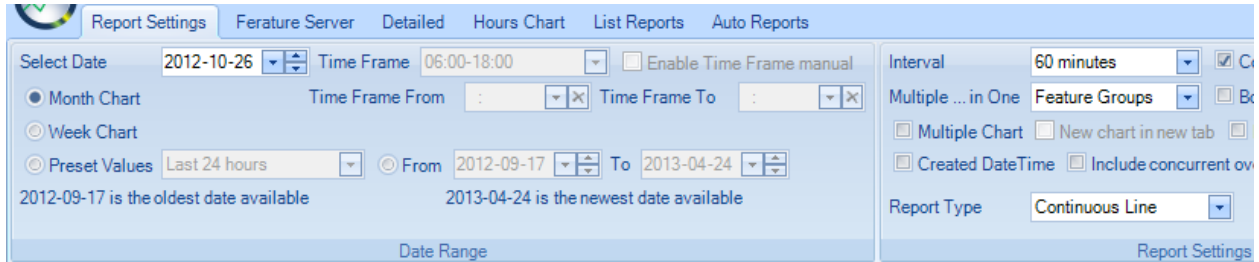 Report Settings Ferature Server Detailed Hours Chart List Reports Auto Reports
Select Date 2012-10-26 Time Frame 06:00-18:00 Enable Time Frame manual
Month Chart Time Frame From : Time Frame To :
Week Chart
Preset Values Last 24 hours From 2012-09-17 To 2013-04-24
2012-09-17 is the oldest date available 2013-04-24 is the newest date available
Date Range
Interval 60 minutes
Multiple ... in One Feature Groups
Multiple Chart New chart in new tab
Created DateTime Include concurrent
Report Type Continuous Line
Report Settings